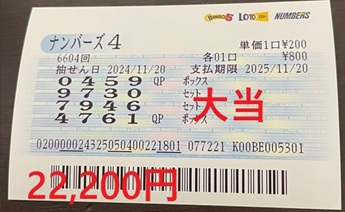 BINGO5 LOTO NUMBERS
ナンバーズ4 単価1口¥200
6604回 各01口 ¥800
抽せん日 2024/11/20 支払期限 2025/11/20
0459 QP ボックス
9730 セット
7946 セット
4761 QP ボックス
大当
02000002432505040022 1801 077221 K00BE005301
22,200円